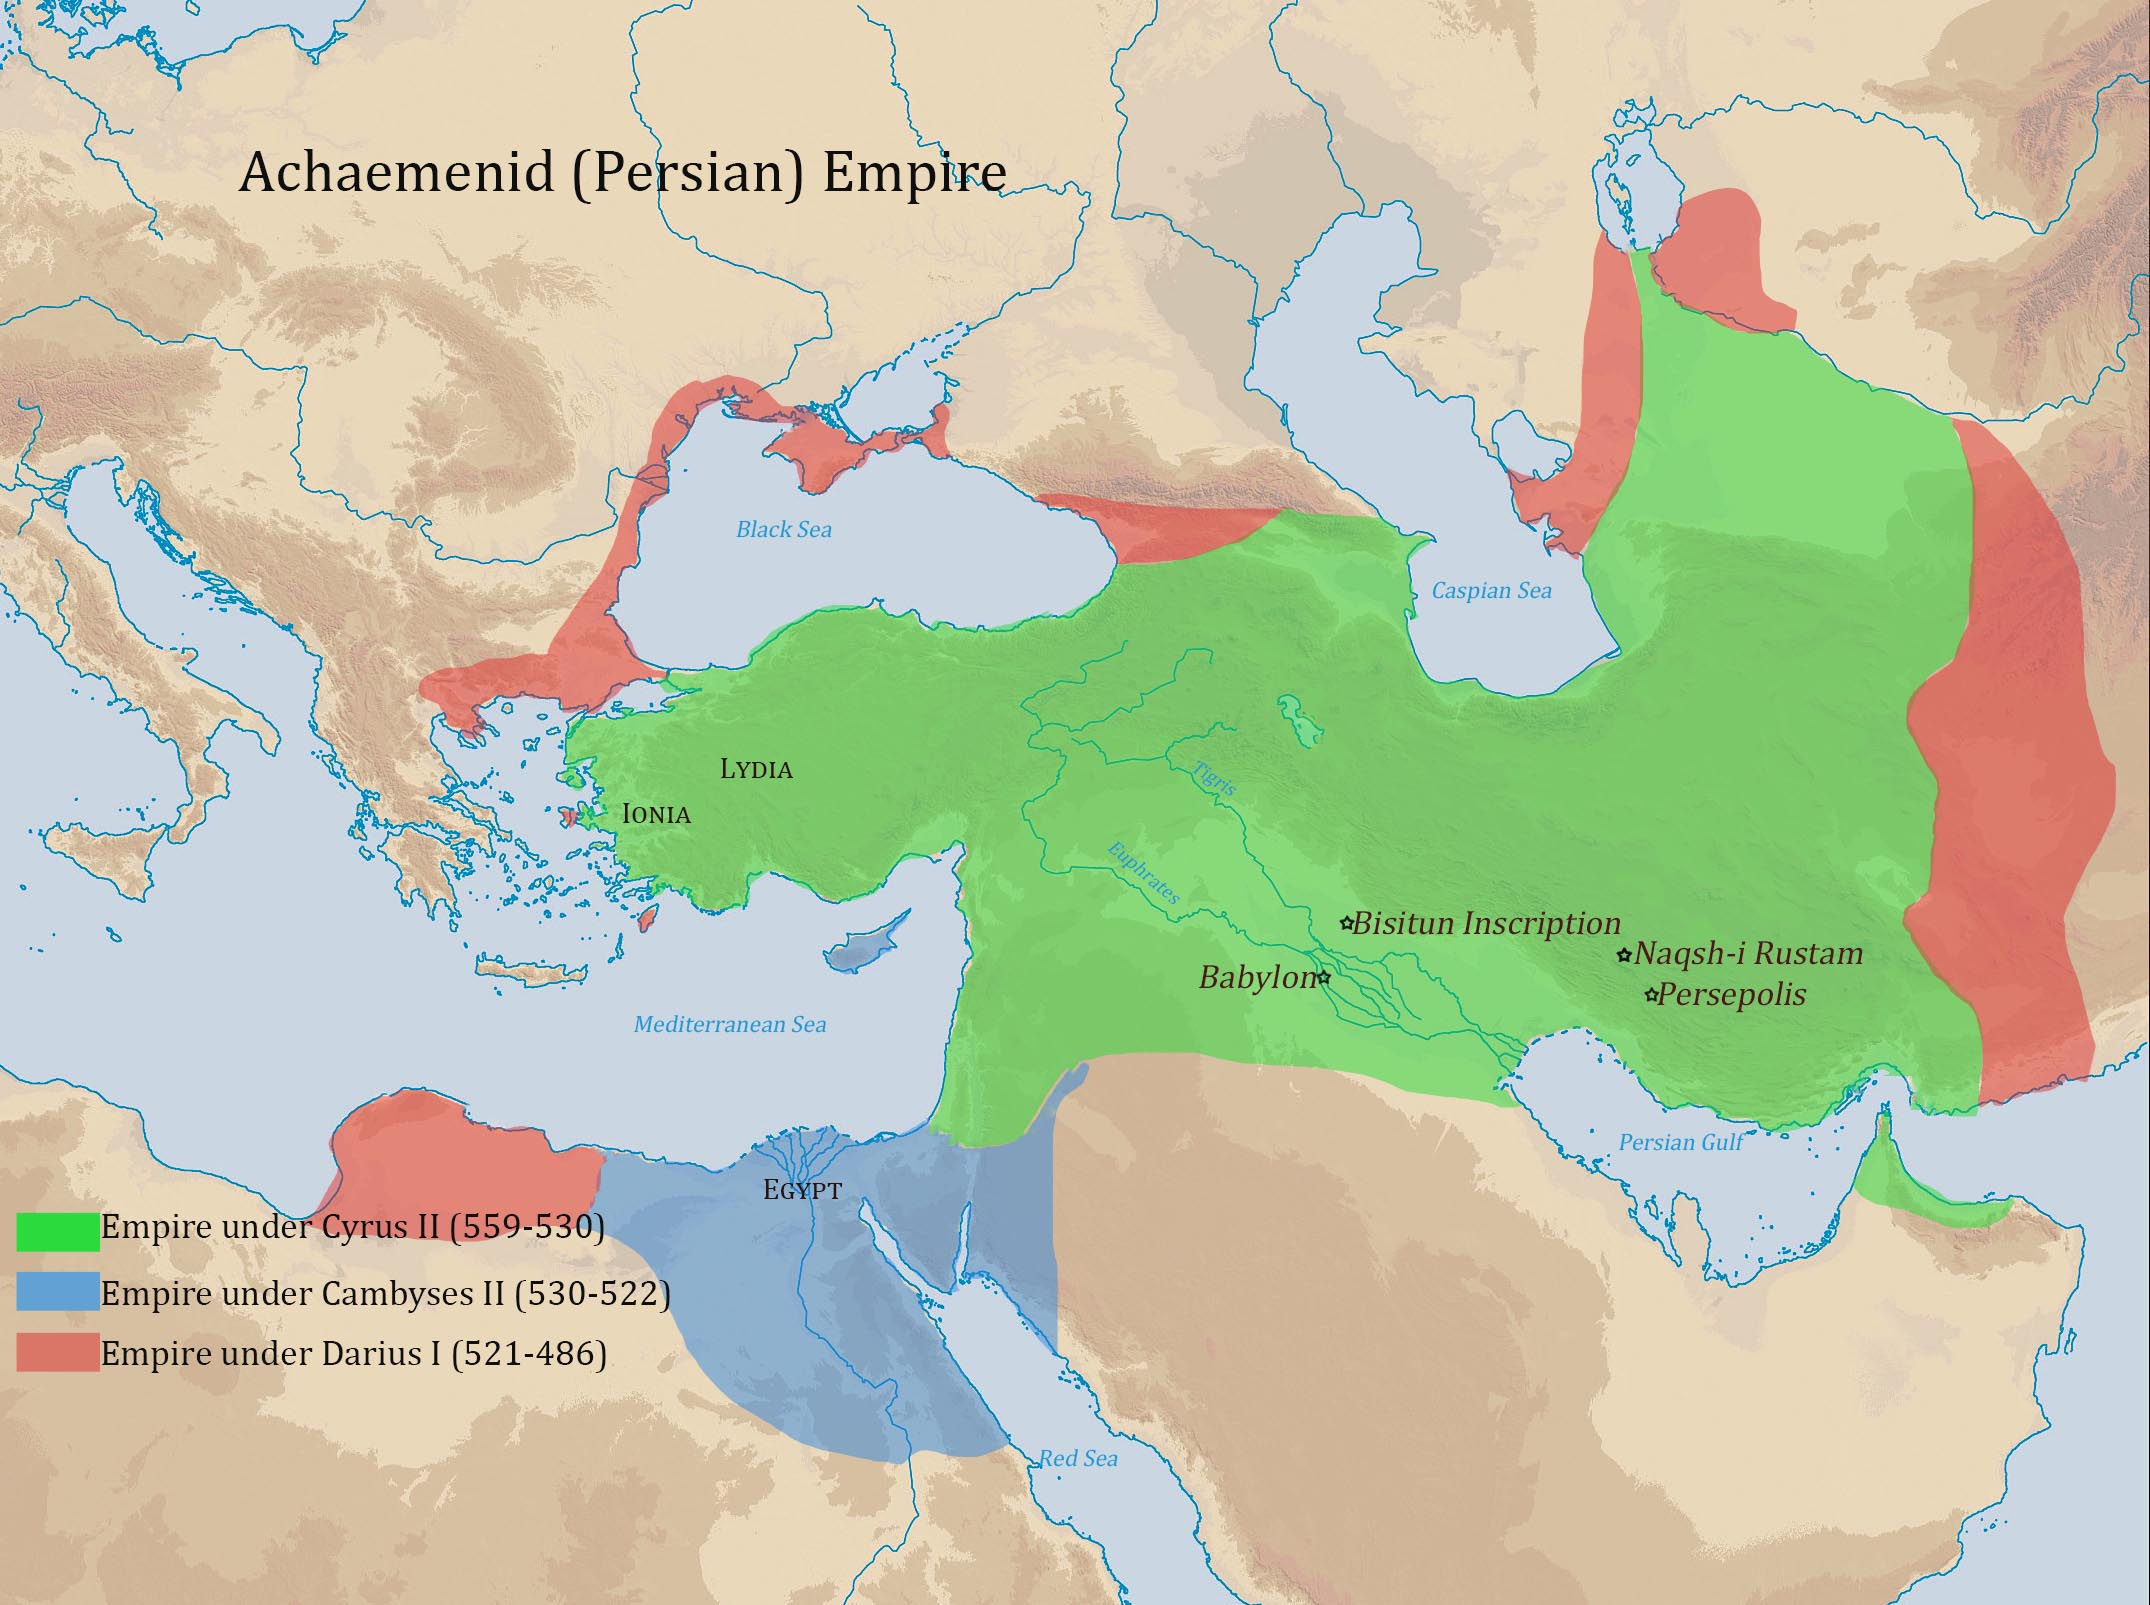 Achaemenid (Persian) Empire
Black Sea
Caspian Sea
LYDIA
Tigris
IONIA
Euphrates
Bisitun Inscription
Naqsh-i Rustam
Babylon
Persepolis
Mediterranean Sea
Persian Gulf
EGYPT
Empire under Cyrus II (559-530)
Empire under Cambyses II (530-522)
Empire under Darius I (521-486)
Red Sea